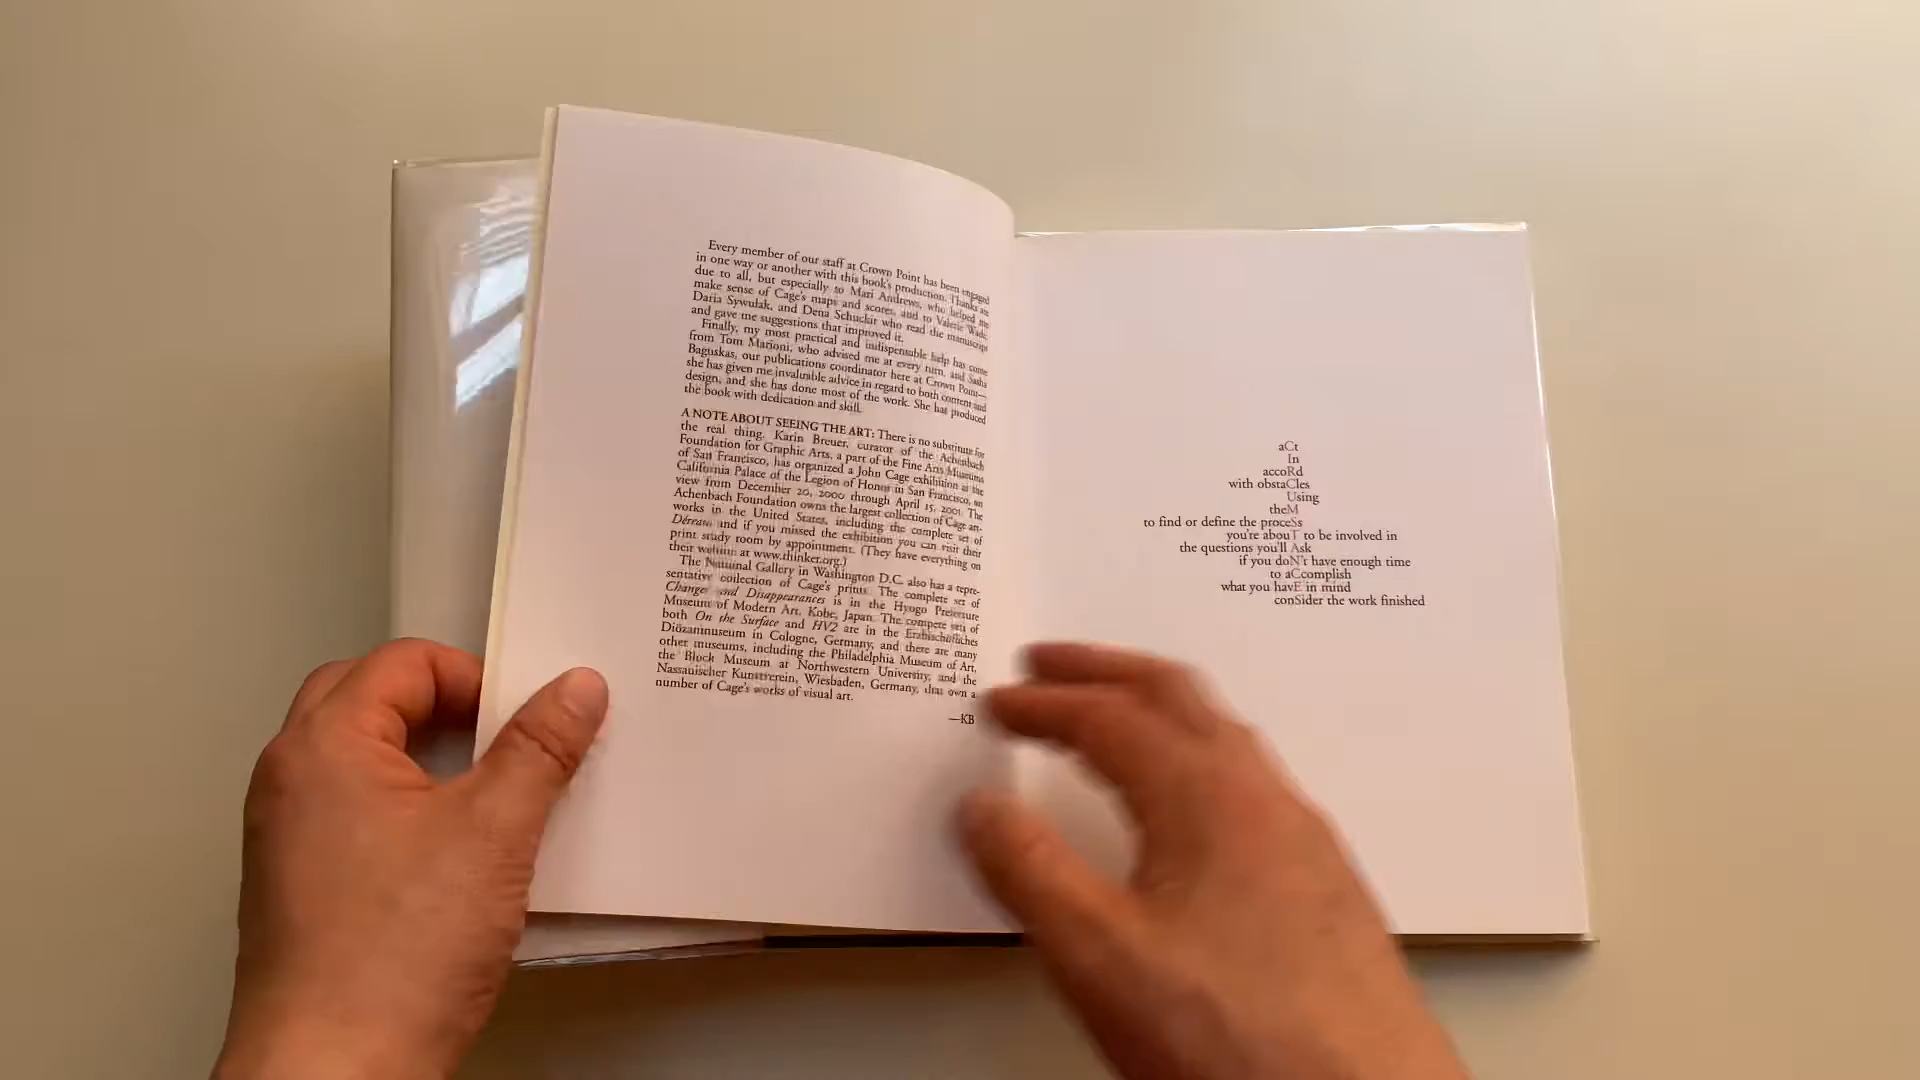 Every member of our staff at Crown Point has been engaged
in one way or another with this book's production. Thanks are
due to all, but especially to Mari Andrews, who helped me
make sense of Cage's maps and scores, and to Valerie Wade,
Daria Sywulak, and Dena Schuckit who read the manuscript
and gave me suggestions that improved it.
Finally, my most practical and indispensable help has come
from Tom Marioni, who advised me at every turn, and Sasha
Baguskas, our publications coordinator here at Crown Point—
she has given me invaluable advice in regard to both content and
design, and she has done most of the work. She has produced
the book with dedication and skill.
A NOTE ABOUT SEEING THE ART: There is no substitute for
the real thing. Karin Breuer, curator of the Achenbach
Foundation for Graphic Arts, a part of the Fine Arts Museums
of San Francisco, has organized a John Cage exhibition at the
California Palace of the Legion of Honor in San Francisco, on
view from December 20, 2000 through April 15, 2001. The
Achenbach Foundation owns the largest collection of Cage art-
works in the United States, including the complete set of
Déreau, and if you missed the exhibition you can visit their
print study room by appointment. (They have everything on
their website at www.thinker.org.)
The National Gallery in Washington D.C. also has a repre-
sentative collection of Cage's prints. The complete set of
Changes and Disappearances is in the Hyogo Prefecture
Museum of Modern Art, Kobe, Japan. The compete sets of
both On the Surface and HV2 are in the Erzbischöfliches
Diözaninuseum in Cologne, Germany, and there are many
other museums, including the Philadelphia Museum of Art,
the Block Museum at Northwestern University, and the
Nassauischer Kunstverein, Wiesbaden, Germany, that own a
number of Cage's works of visual art.
—KB
aCt
In
accoRd
with obstaCles
Using
theM
to find or define the proceSs
you're abouT to be involved in
the questions you'll Ask
if you doN't have enough time
to aCcomplish
what you havE in mind
conSider the work finished